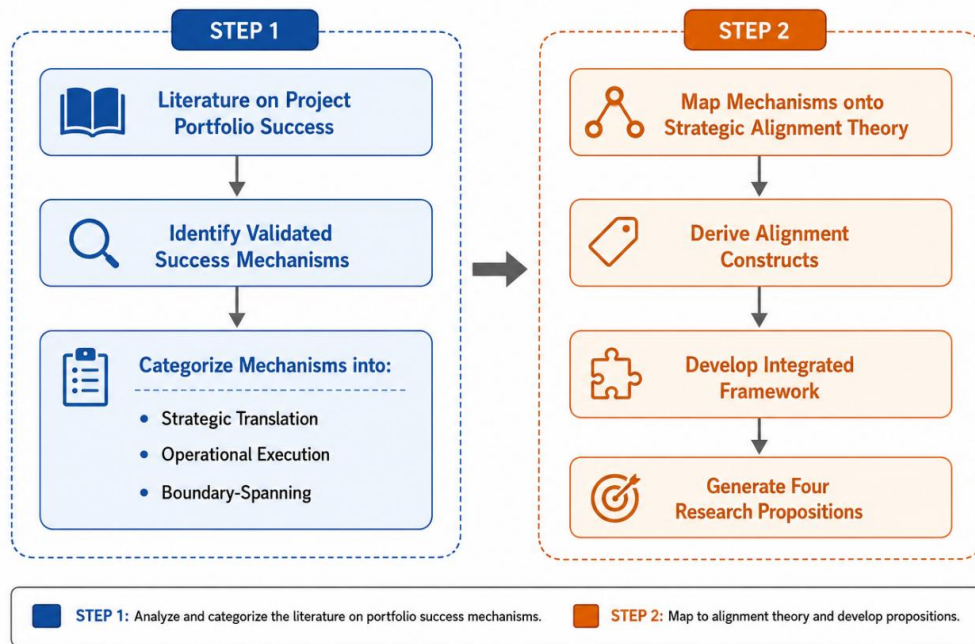 STEP 1
Literature on Project
Portfolio Success
Identify Validated
Success Mechanisms
Categorize Mechanisms into:
• Strategic Translation
• Operational Execution
• Boundary-Spanning
STEP 2
Map Mechanisms onto
Strategic Alignment Theory
Derive Alignment
Constructs
Develop Integrated
Framework
Generate Four
Research Propositions
STEP 1: Analyze and categorize the literature on portfolio success mechanisms.
STEP 2: Map to alignment theory and develop propositions.